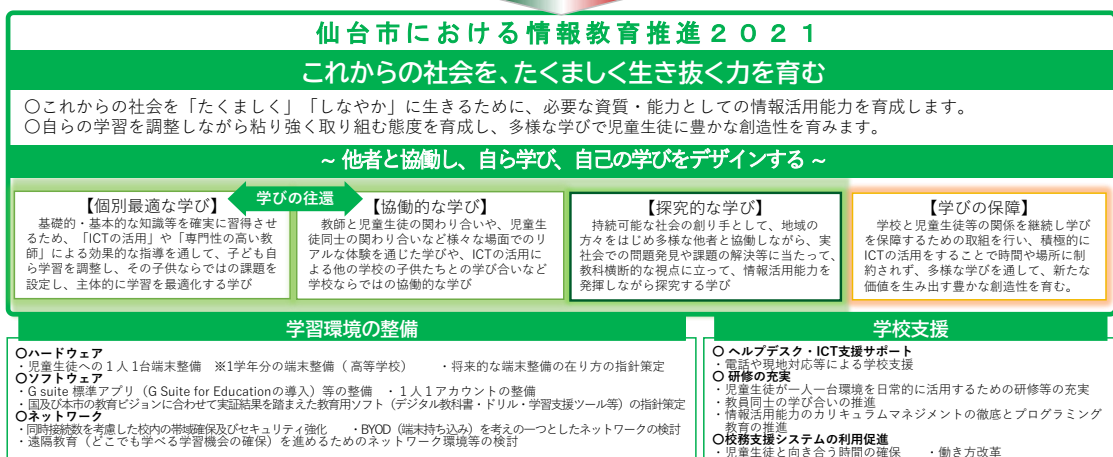 仙台市における情報教育推進２０２１
これからの社会を、たくましく生き抜く力を育む
〇これからの社会を「たくましく」「しなやか」に生きるために、必要な資質・能力としての情報活用能力を育成します。
〇自らの学習を調整しながら粘り強く取り組む態度を育成し、多様な学びで児童生徒に豊かな創造性を育みます。
~ 他者と協働し、自ら学び、自己の学びをデザインする ~
学びの往還
【個別最適な学び】
基礎的・基本的な知識等を確実に習得させ
るため、「ICTの活用」や「専門性の高い教
師」による効果的な指導を通して、子ども自
ら学習を調整し、その子供ならではの課題を
設定し、主体的に学習を最適化する学び
【協働的な学び】
教師と児童生徒の関わり合いや、児童生
徒同士の関わり合いなど様々な場面でのリ
アルな体験を通じた学びや、ICTの活用に
よる他の学校の子供たちとの学び合いなど
学校ならではの協働的な学び
【探究的な学び】
持続可能な社会の創り手として、地域の
方々をはじめ多様な他者と協働しながら、実
社会での問題発見や課題の解決等に当たって、
教科横断的な視点に立って、情報活用能力を
発揮しながら探究する学び
【学びの保障】
学校と児童生徒等の関係を継続し学び
を保障するための取組を行い、積極的に
ICTの活用をすることで時間や場所に制
約されず、多様な学びを通して、新たな
価値を生み出す豊かな創造性を育む。
学習環境の整備
〇ハードウェア
・児童生徒への１人１台端末整備　※1学年分の端末整備（高等学校）　・将来的な端末整備の在り方の指針策定
〇ソフトウェア
・G suite 標準アプリ（G Suite for Educationの導入）等の整備　・１人１アカウントの整備
・国及び本市の教育ビジョンに合わせて実証結果を踏まえた教育用ソフト（デジタル教科書・ドリル・学習支援ツール等）の指針策定
〇ネットワーク
・同時接続数を考慮した校内の帯域確保及びセキュリティ強化　・BYOD（端末持ち込み）を考えの一つとしたネットワークの検討
・遠隔教育（どこでも学べる学習機会の確保）を進めるためのネットワーク環境等の検討
学校支援
〇 ヘルプデスク・ICT支援サポート
・電話や現地対応等による学校支援
〇 研修の充実
・児童生徒が一人一台環境を日常的に活用するための研修等の充実
・教員同士の学び合いの推進
・情報活用能力のカリキュラムマネジメントの徹底とプログラミング
教育の推進
〇校務支援システムの利用促進
・児童生徒と向き合う時間の確保　・働き方改革